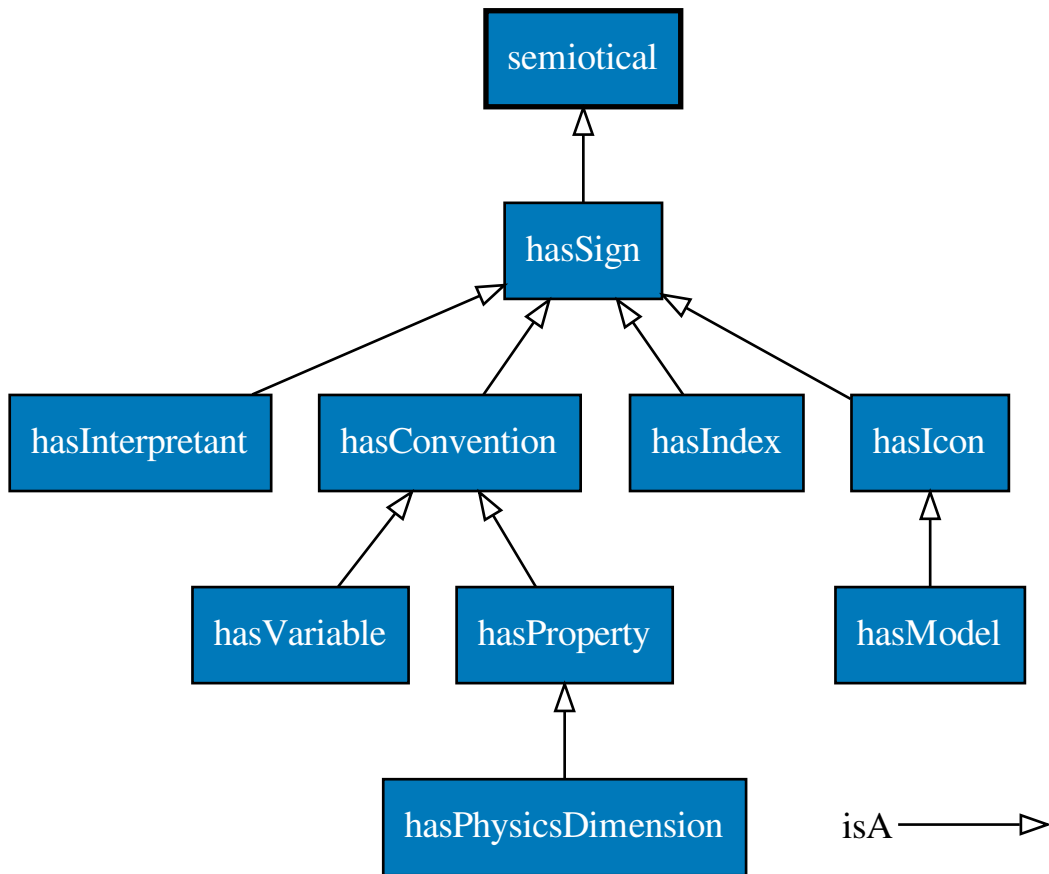 semiotical
hasSign
hasInterpretant
hasConvention
hasIndex
hasIcon
hasVariable
hasProperty
hasModel
hasPhysicsDimension
isA